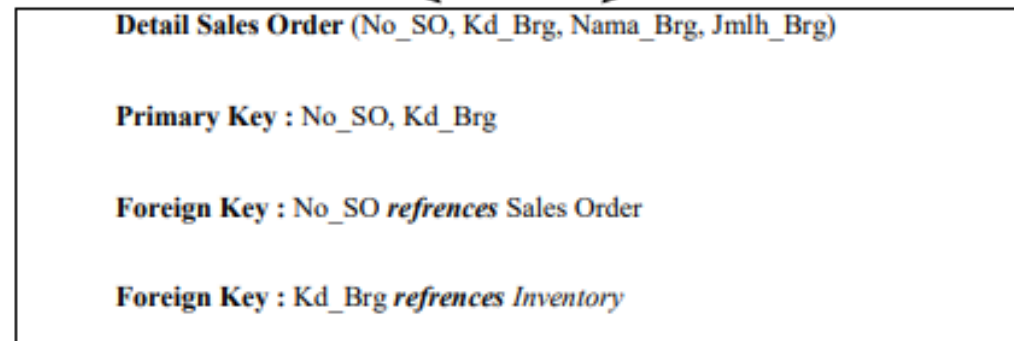 Detail Sales Order (No_SO, Kd_Brg, Nama_Brg, Jmlh_Brg)
Primary Key : No_SO, Kd_Brg
Foreign Key : No_SO refrences Sales Order
Foreign Key : Kd_Brg refrences Inventory